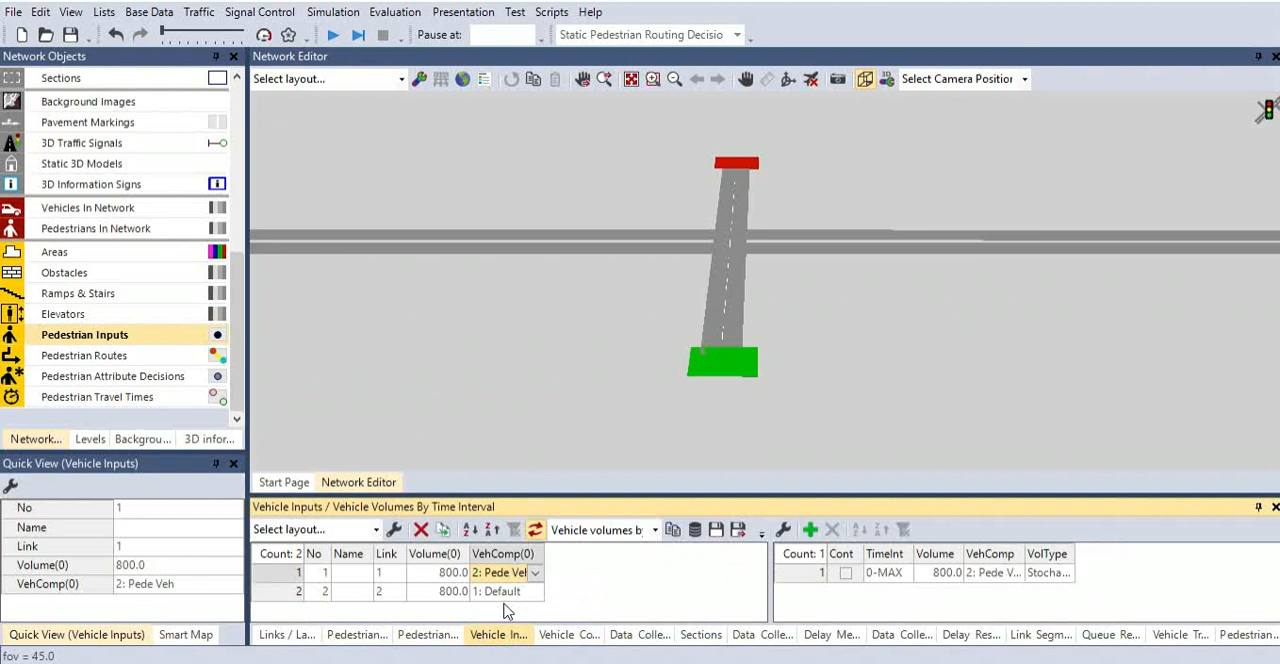 File Edit View Lists Base Data Traffic Signal Control Simulation Evaluation Presentation Test Scripts Help
Pause at: Static Pedestrian Routing Decisio
Network Objects
Network Editor
Select layout...
Select Camera Position
Sections
Background Images
Pavement Markings
3D Traffic Signals
Static 3D Models
3D Information Signs
Vehicles In Network
Pedestrians In Network
Areas
Obstacles
Ramps & Stairs
Elevators
Pedestrian Inputs
Pedestrian Routes
Pedestrian Attribute Decisions
Pedestrian Travel Times
Network... Levels Backgrou... 3D infor...
Quick View (Vehicle Inputs)
No 1
Name
Link 1
Volume(0) 800.0
VehComp(0) 2: Pede Veh
Quick View (Vehicle Inputs) Smart Map
Start Page Network Editor
Vehicle Inputs / Vehicle Volumes By Time Interval
Select layout... Vehicle volumes by
Count: 2 No Name Link Volume(0) VehComp(0)
1 1 1 800.0 2: Pede Veh
2 2 2 800.0 1: Default
Count: 1 Cont TimeInt Volume VehComp VolType
1 0-MAX 800.0 2: Pede V... Stocha...
Links / La... Pedestrian... Pedestrian... Vehicle In... Vehicle Co... Data Colle... Sections Data Colle... Delay Me... Data Colle... Delay Res... Link Segm... Queue Re... Vehicle Tr... Pedestrian...
fov = 45.0